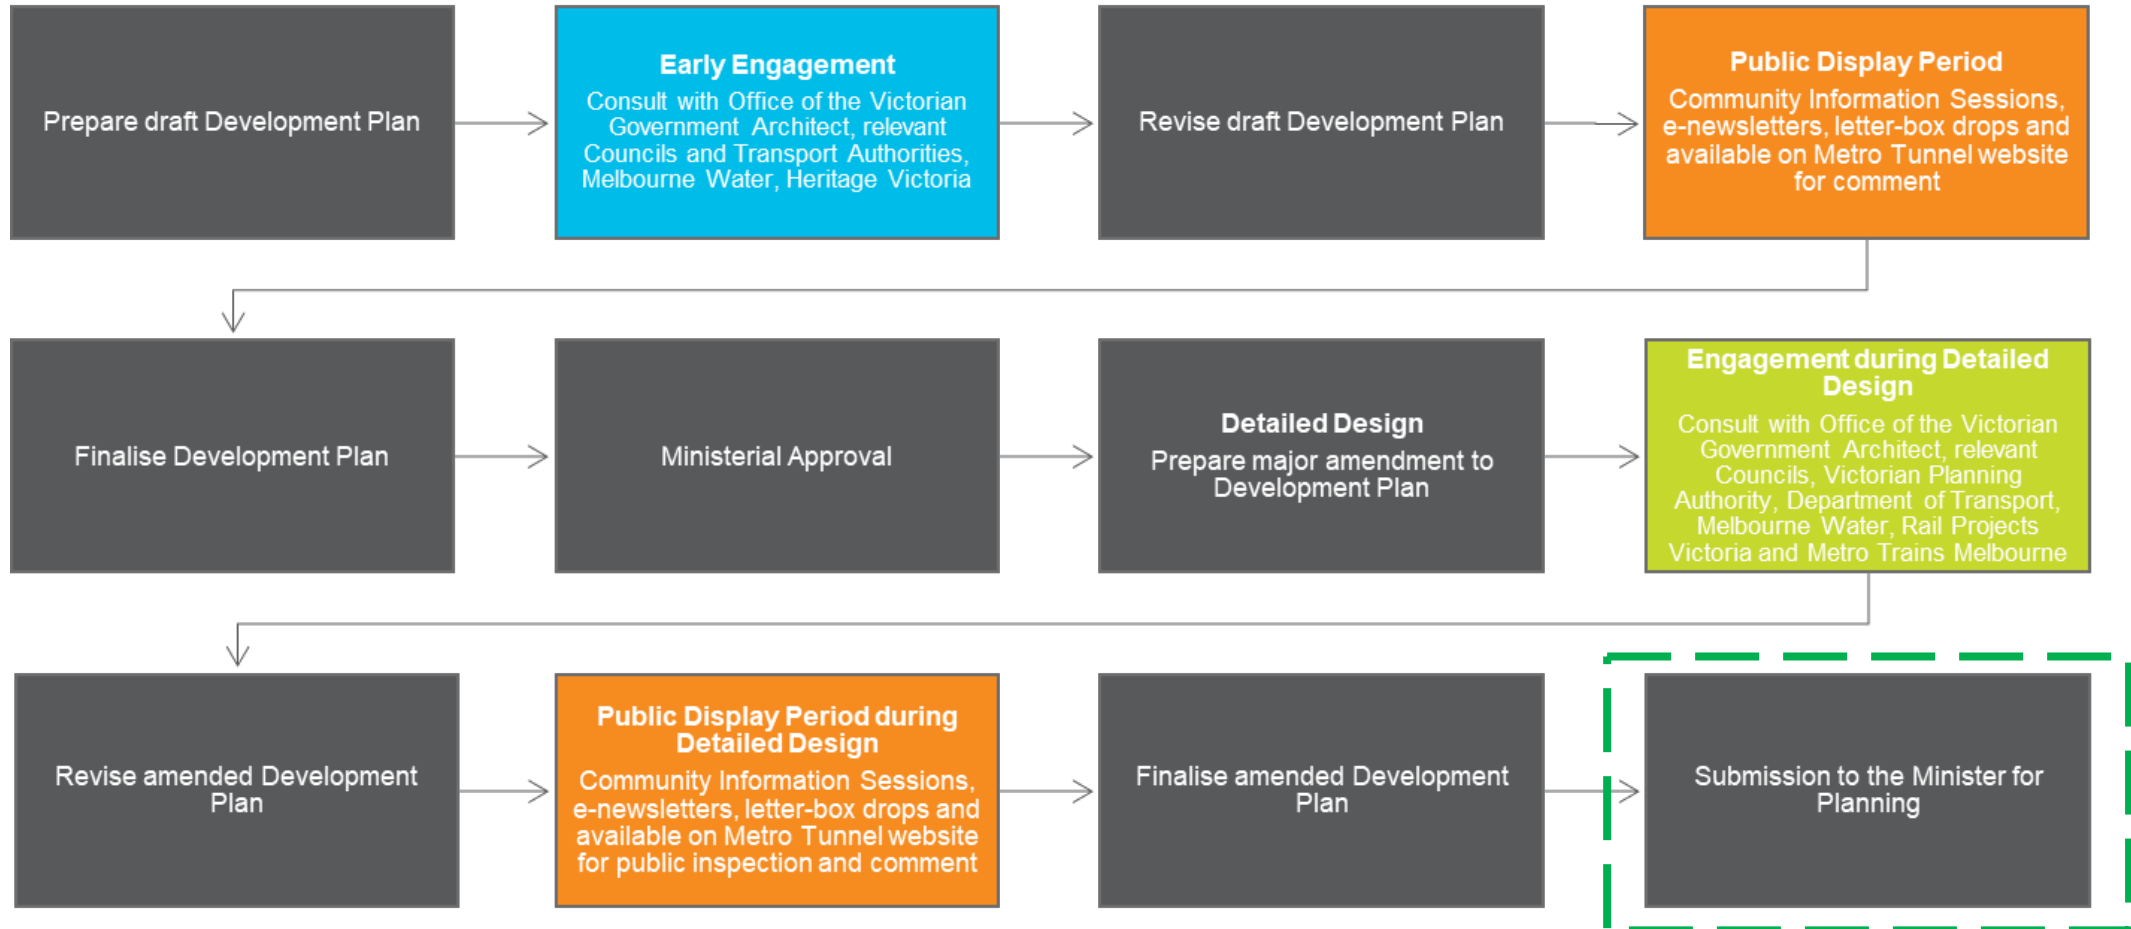 Prepare draft Development Plan
Early Engagement
Consult with Office of the Victorian
Government Architect, relevant
Councils and Transport Authorities,
Melbourne Water, Heritage Victoria
Revise draft Development Plan
Public Display Period
Community Information Sessions,
e-newsletters, letter-box drops and
available on Metro Tunnel website
for comment
Finalise Development Plan
Ministerial Approval
Detailed Design
Prepare major amendment to
Development Plan
Engagement during Detailed
Design
Consult with Office of the Victorian
Government Architect, relevant
Councils, Victorian Planning
Authority, Department of Transport,
Melbourne Water, Rail Projects
Victoria and Metro Trains Melbourne
Revise amended Development
Plan
Public Display Period during
Detailed Design
Community Information Sessions,
e-newsletters, letter-box drops and
available on Metro Tunnel website
for public inspection and comment
Finalise amended Development
Plan
Submission to the Minister for
Planning